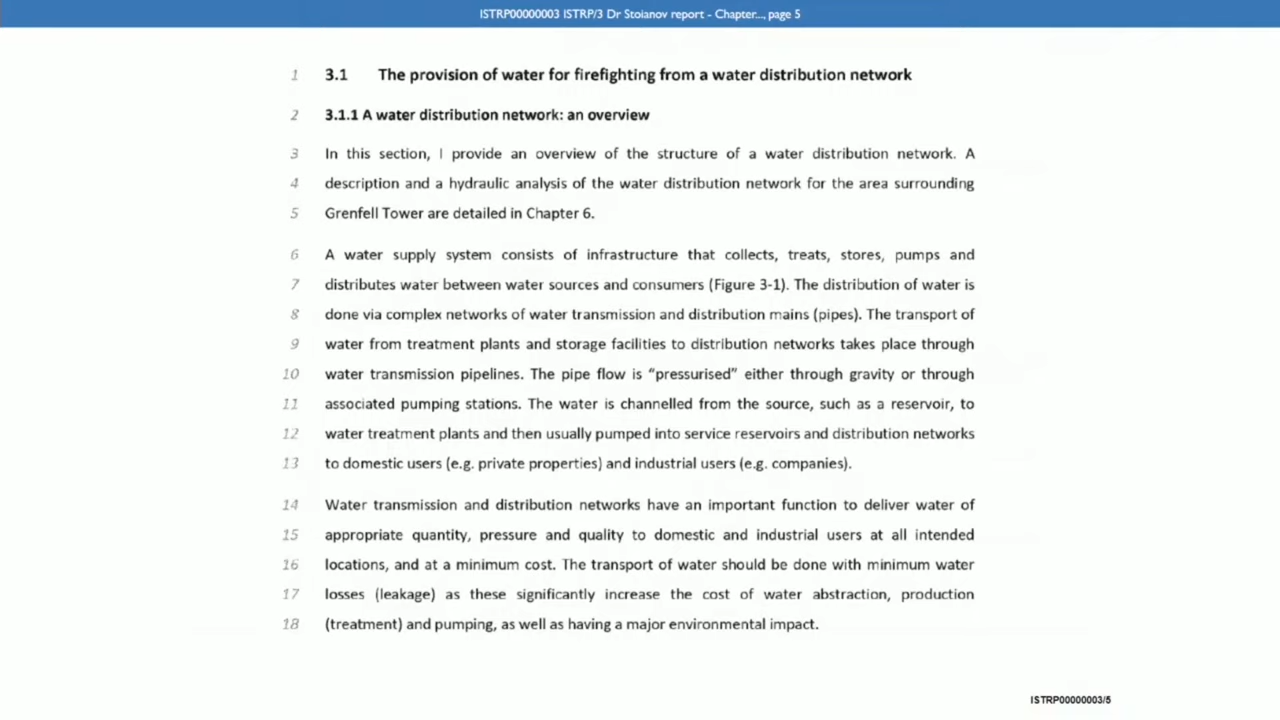 ISTRP00000003 ISTRP/3 Dr Stoianov report - Chapter..., page 5
1 3.1 The provision of water for firefighting from a water distribution network
2 3.1.1 A water distribution network: an overview
3 In this section, I provide an overview of the structure of a water distribution network. A
4 description and a hydraulic analysis of the water distribution network for the area surrounding
5 Grenfell Tower are detailed in Chapter 6.
6 A water supply system consists of infrastructure that collects, treats, stores, pumps and
7 distributes water between water sources and consumers (Figure 3-1). The distribution of water is
8 done via complex networks of water transmission and distribution mains (pipes). The transport of
9 water from treatment plants and storage facilities to distribution networks takes place through
10 water transmission pipelines. The pipe flow is “pressurised” either through gravity or through
11 associated pumping stations. The water is channelled from the source, such as a reservoir, to
12 water treatment plants and then usually pumped into service reservoirs and distribution networks
13 to domestic users (e.g. private properties) and industrial users (e.g. companies).
14 Water transmission and distribution networks have an important function to deliver water of
15 appropriate quantity, pressure and quality to domestic and industrial users at all intended
16 locations, and at a minimum cost. The transport of water should be done with minimum water
17 losses (leakage) as these significantly increase the cost of water abstraction, production
18 (treatment) and pumping, as well as having a major environmental impact.
ISTRP00000003/5